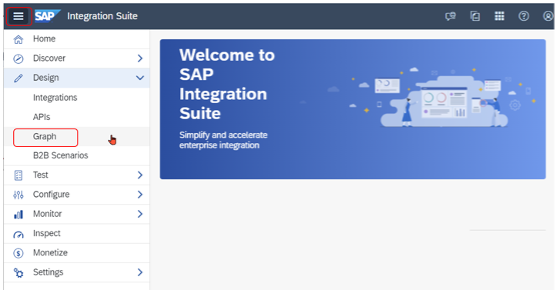 SAP Integration Suite
Home
Discover
Design
Integrations
APIs
Graph
B2B Scenarios
Test
Configure
Monitor
Inspect
Monetize
Settings
Welcome to
SAP
Integration
Suite
Simplify and accelerate
enterprise integration